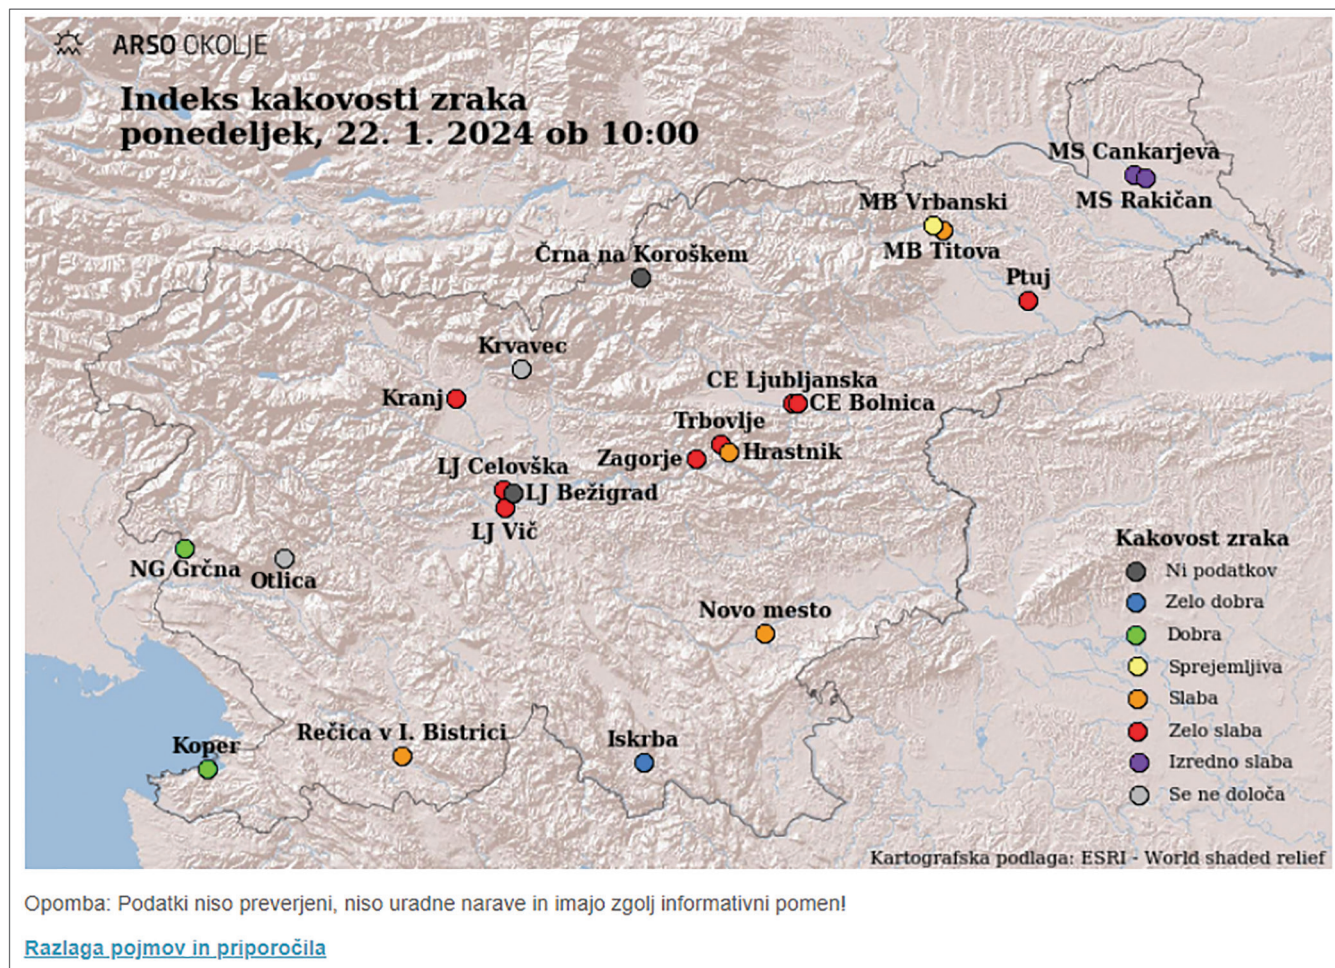 ARSO OKOLJE
Indeks kakovosti zraka
ponedeljek, 22. 1. 2024 ob 10:00
MS Cankarjeva
MS Rakičan
MB Vrbanski
MB Titova
Črna na Koroškem
Ptuj
Krvavec
CE Ljubljanska
Kranj
CE Bolnica
Trbovlje
Hrastnik
Zagorje
LJ Celovška
LJ Bežigrad
LJ Vič
NG Grčna
Otlica
Novo mesto
Rečica v I. Bistrici
Iskrba
Koper
Kakovost zraka
Ni podatkov
Zelo dobra
Dobra
Sprejemljiva
Slaba
Zelo slaba
Izredno slaba
Se ne določa
Kartografska podlaga: ESRI - World shaded relief
Opomba: Podatki niso preverjeni, niso uradne narave in imajo zgolj informativni pomen!
Razlaga pojmov in priporočila